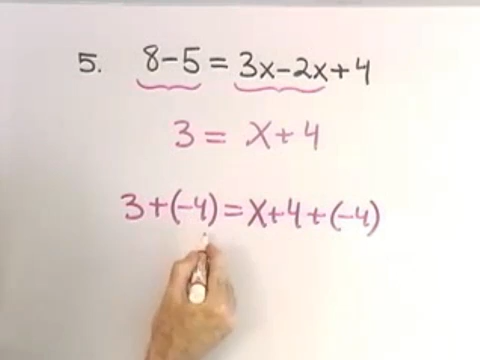 5. 8-5 = 3x-2x+4
3 = x+4
3+(-4) = x+4+(-4)